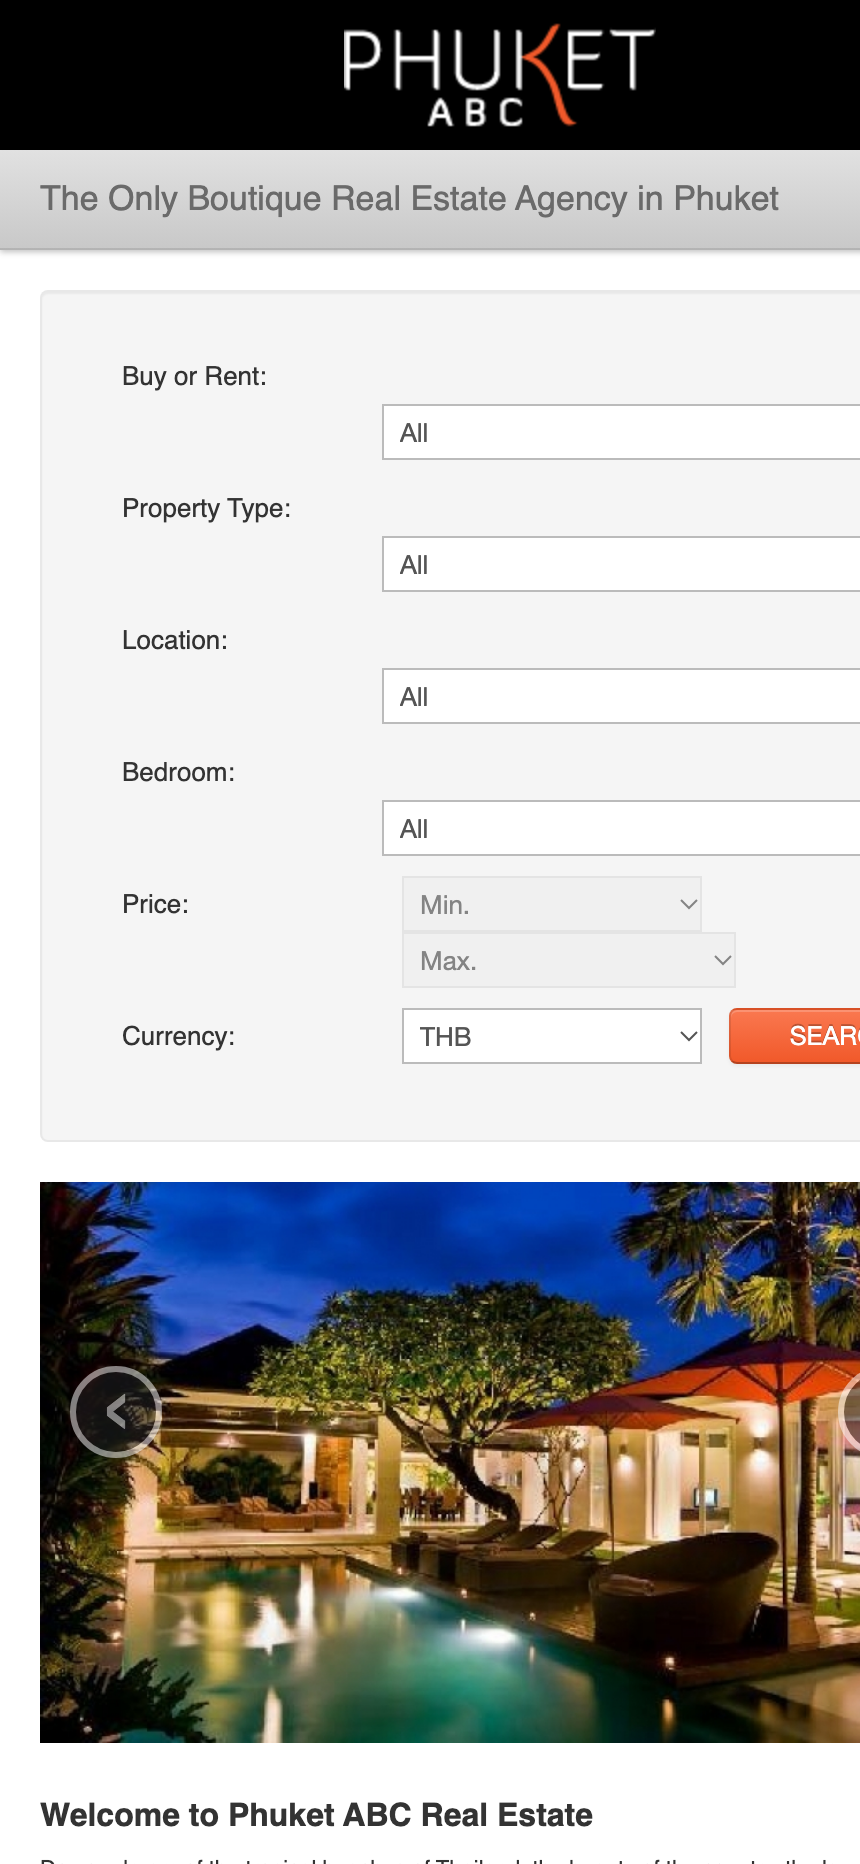 PHUKET
ABC
The Only Boutique Real Estate Agency in Phuket
Buy or Rent:
All
Property Type:
All
Location:
All
Bedroom:
All
Price:
Min.
Max.
Currency:
THB
Welcome to Phuket ABC Real Estate